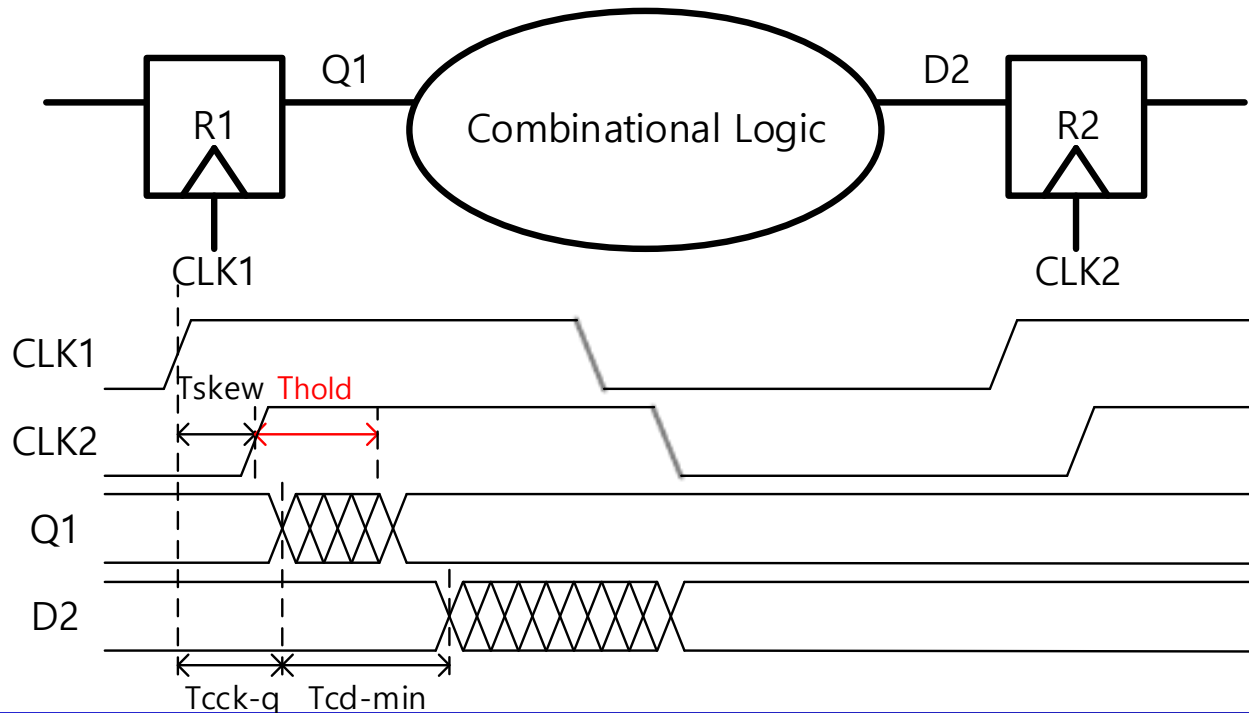 Q1
D2
R1
Combinational Logic
R2
CLK1
CLK2
CLK1
Tskew
Thold
CLK2
Q1
D2
Tcck-q
Tcd-min